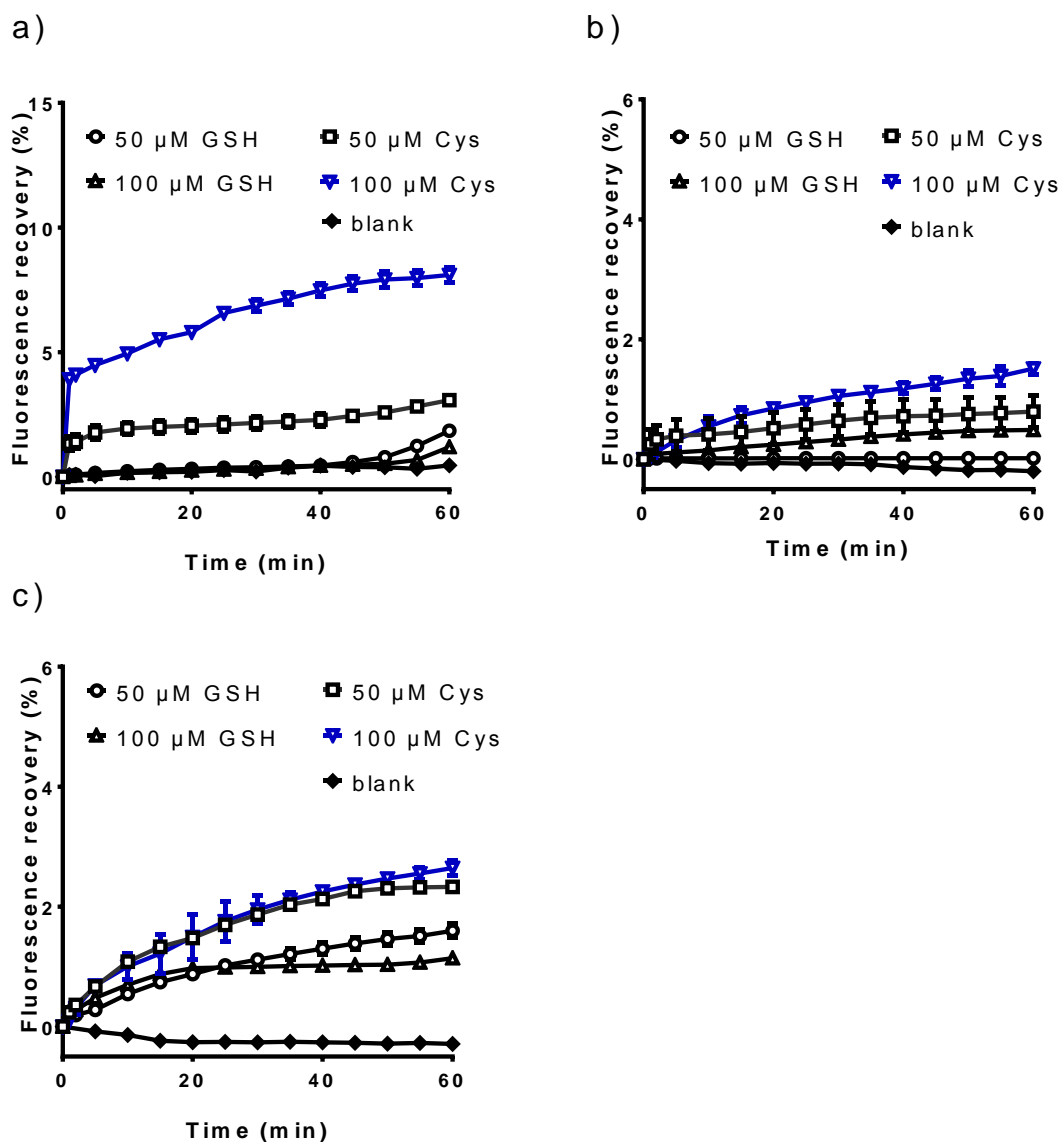 a)
Fluorescence recovery (%)
15
10
5
0
50 µM GSH
50 µM Cys
100 µM GSH
100 µM Cys
blank
0 20 40 60
Time (min)
b)
Fluorescence recovery (%)
6
4
2
0
50 µM GSH
50 µM Cys
100 µM GSH
100 µM Cys
blank
0 20 40 60
Time (min)
c)
Fluorescence recovery (%)
6
4
2
0
50 µM GSH
50 µM Cys
100 µM GSH
100 µM Cys
blank
0 20 40 60
Time (min)